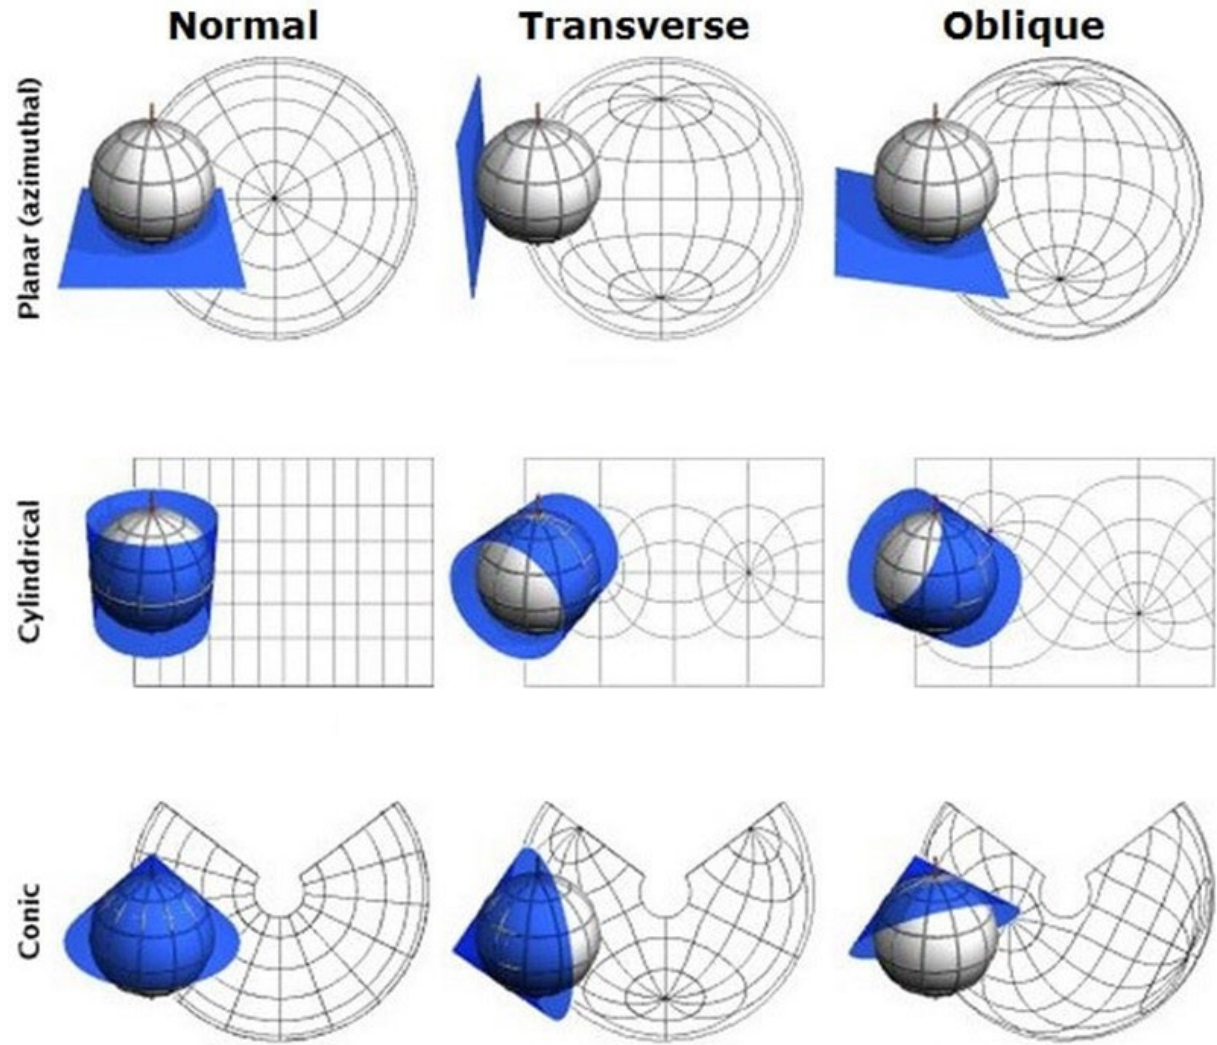 Normal
Transverse
Oblique
Planar (azimuthal)
Cylindrical
Conic